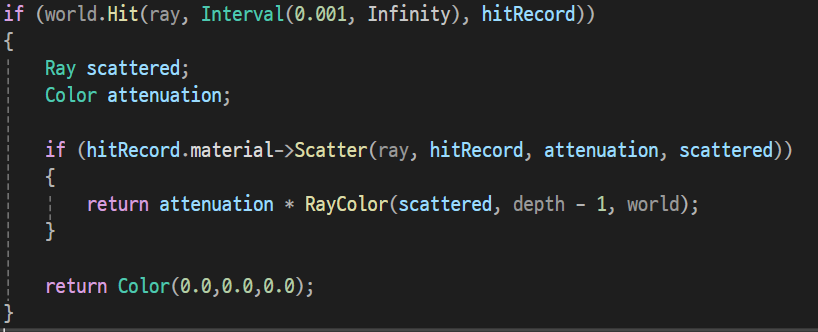 if (world.Hit(ray, Interval(0.001, Infinity), hitRecord))
{
Ray scattered;
Color attenuation;
if (hitRecord.material->Scatter(ray, hitRecord, attenuation, scattered))
{
return attenuation * RayColor(scattered, depth - 1, world);
}
return Color(0.0,0.0,0.0);
}